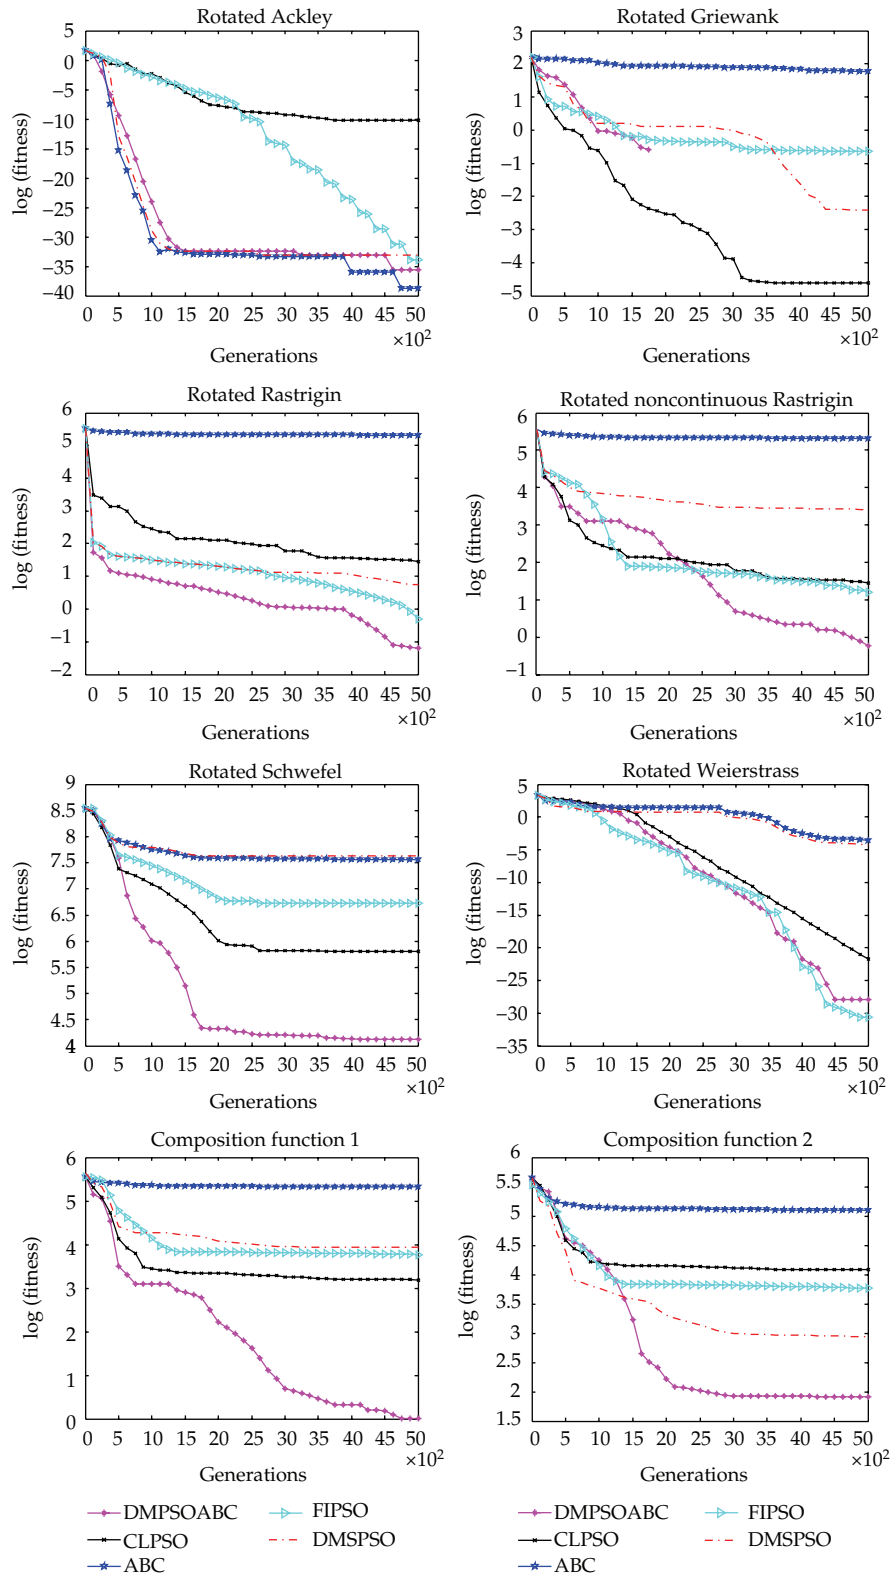 Rotated Ackley
5
0
−5
−10
−15
−20
−25
−30
−35
−40
log (fitness)
0 5 10 15 20 25 30 35 40 45 50
×10²
Generations
Rotated Griewank
2
2
1
0
−1
−1
−2
−3
−4
−5
log (fitness)
0 5 10 15 20 25 30 35 40 45 50
×10²
Generations
Rotated Rastrigin
6
5
4
3
2
1
0
−1
−2
log (fitness)
0 5 10 15 20 25 30 35 40 45 50
×10²
Generations
Rotated noncontinuous Rastrigin
6
5
4
3
2
1
0
−1
log (fitness)
0 5 10 15 20 25 30 35 40 45 50
×10²
Generations
Rotated Schwefel
9
8.5
8
7.5
6.5
6
5.5
5
4.5
4
log (fitness)
0 5 10 15 20 25 30 35 40 45 50
×10²
Generations
Rotated Weierstrass
5
0
−5
−10
−15
−20
−25
−30
−35
log (fitness)
0 5 10 15 20 25 30 35 40 45 50
×10²
Generations
Composition function 1
6
5
4
3
2
1
0
log (fitness)
0 5 10 15 20 25 30 35 40 45 50
×10²
Generations
Composition function 2
5.5
5
4.5
4
3.5
3
2.5
2
1.5
log (fitness)
0 5 10 15 20 25 30 35 40 45 50
×10²
Generations
DMPSOABC
FIPSO
CLPSO
DMSPSO
ABC
DMPSOABC
FIPSO
CLPSO
DMSPSO
ABC